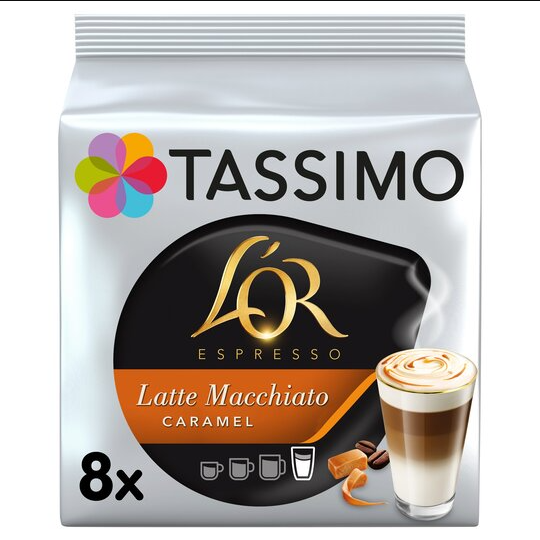 TASSIMO
L'OR
ESPRESSO
Latte Macchiato
CARAMEL
8x